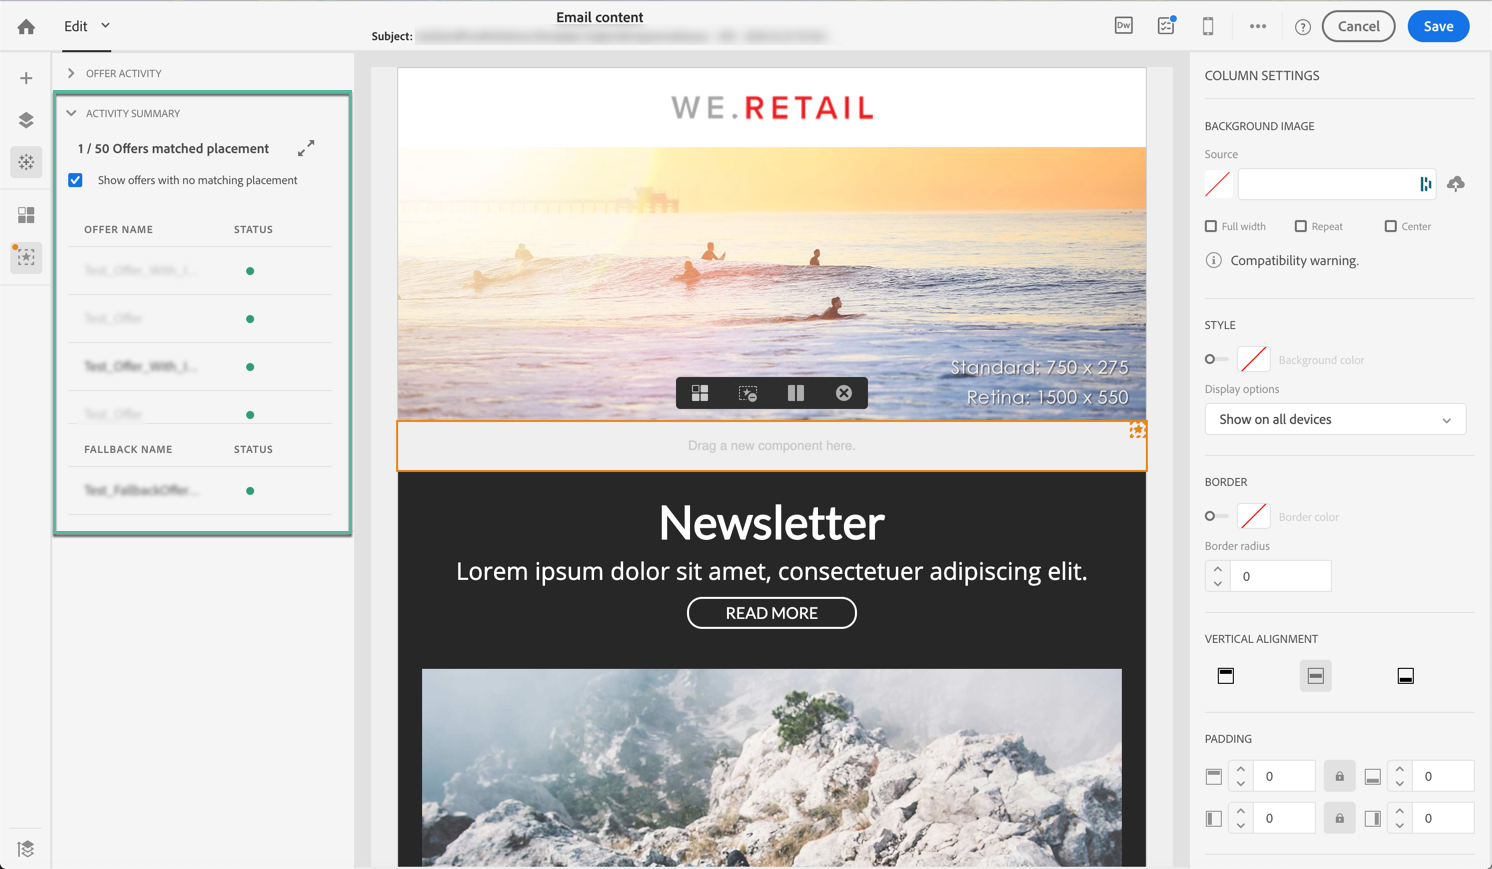 Edit
Email content
Subject:
Dw
Cancel
Save
OFFER ACTIVITY
ACTIVITY SUMMARY
1 / 50 Offers matched placement
Show offers with no matching placement
OFFER NAME STATUS
Test_Offer_With_I...
Test_Offer
Test_Offer_With_I...
Test_Offer
FALLBACK NAME STATUS
Test_FallbackOffer...
WE.RETAIL
Standard: 750 x 275
Retina: 1500 x 550
Drag a new component here.
Newsletter
Lorem ipsum dolor sit amet, consectetuer adipiscing elit.
READ MORE
COLUMN SETTINGS
BACKGROUND IMAGE
Source
Full width Repeat Center
Compatibility warning.
STYLE
Background color
Display options
Show on all devices
BORDER
Border color
Border radius
0
VERTICAL ALIGNMENT
PADDING
0 0
0 0